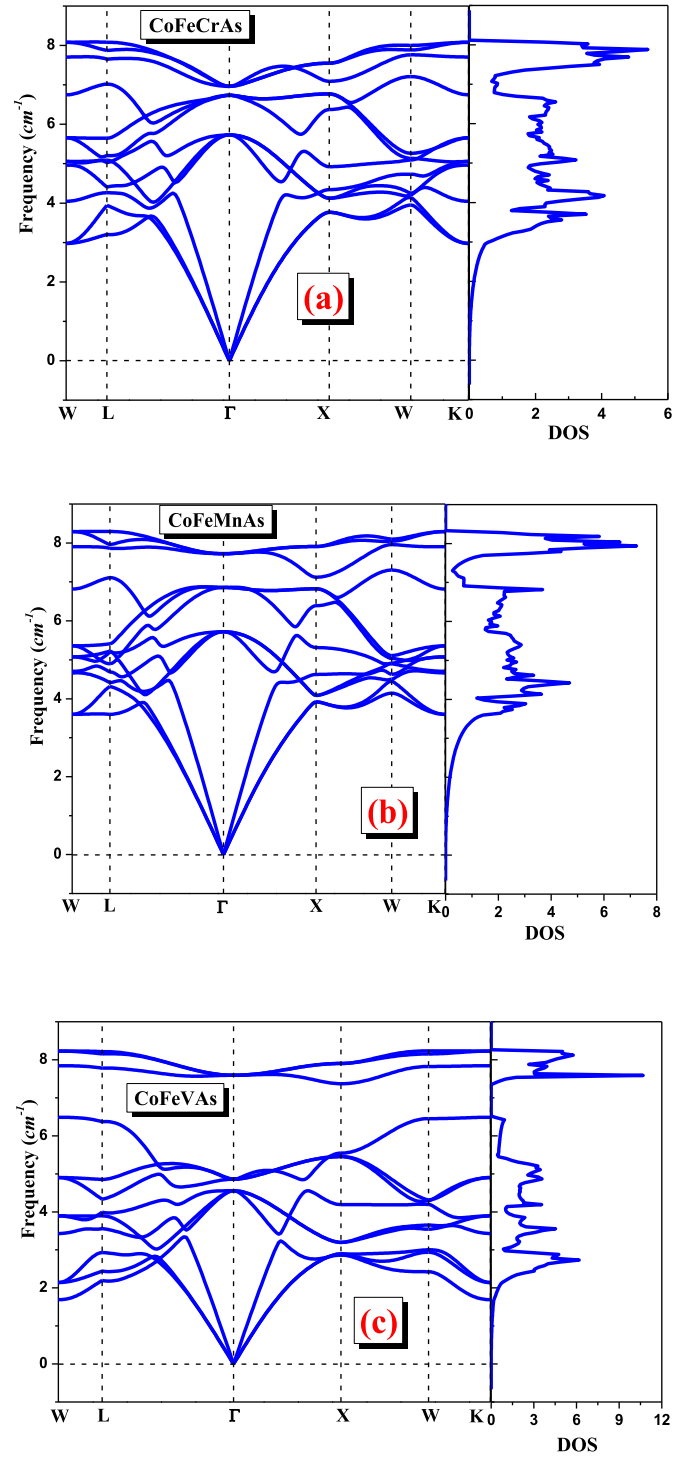 CoFeCrAs
Frequency (cm-1)
8
6
4
2
0
(a)
W L Γ X W K
0 2 4 6
DOS
CoFeMnAs
Frequency (cm-1)
8
6
4
2
0
(b)
W L Γ X W K
0 2 4 6 8
DOS
CoFeVAs
Frequency (cm-1)
8
6
4
2
0
(c)
W L Γ X W K
0 3 6 9 12
DOS